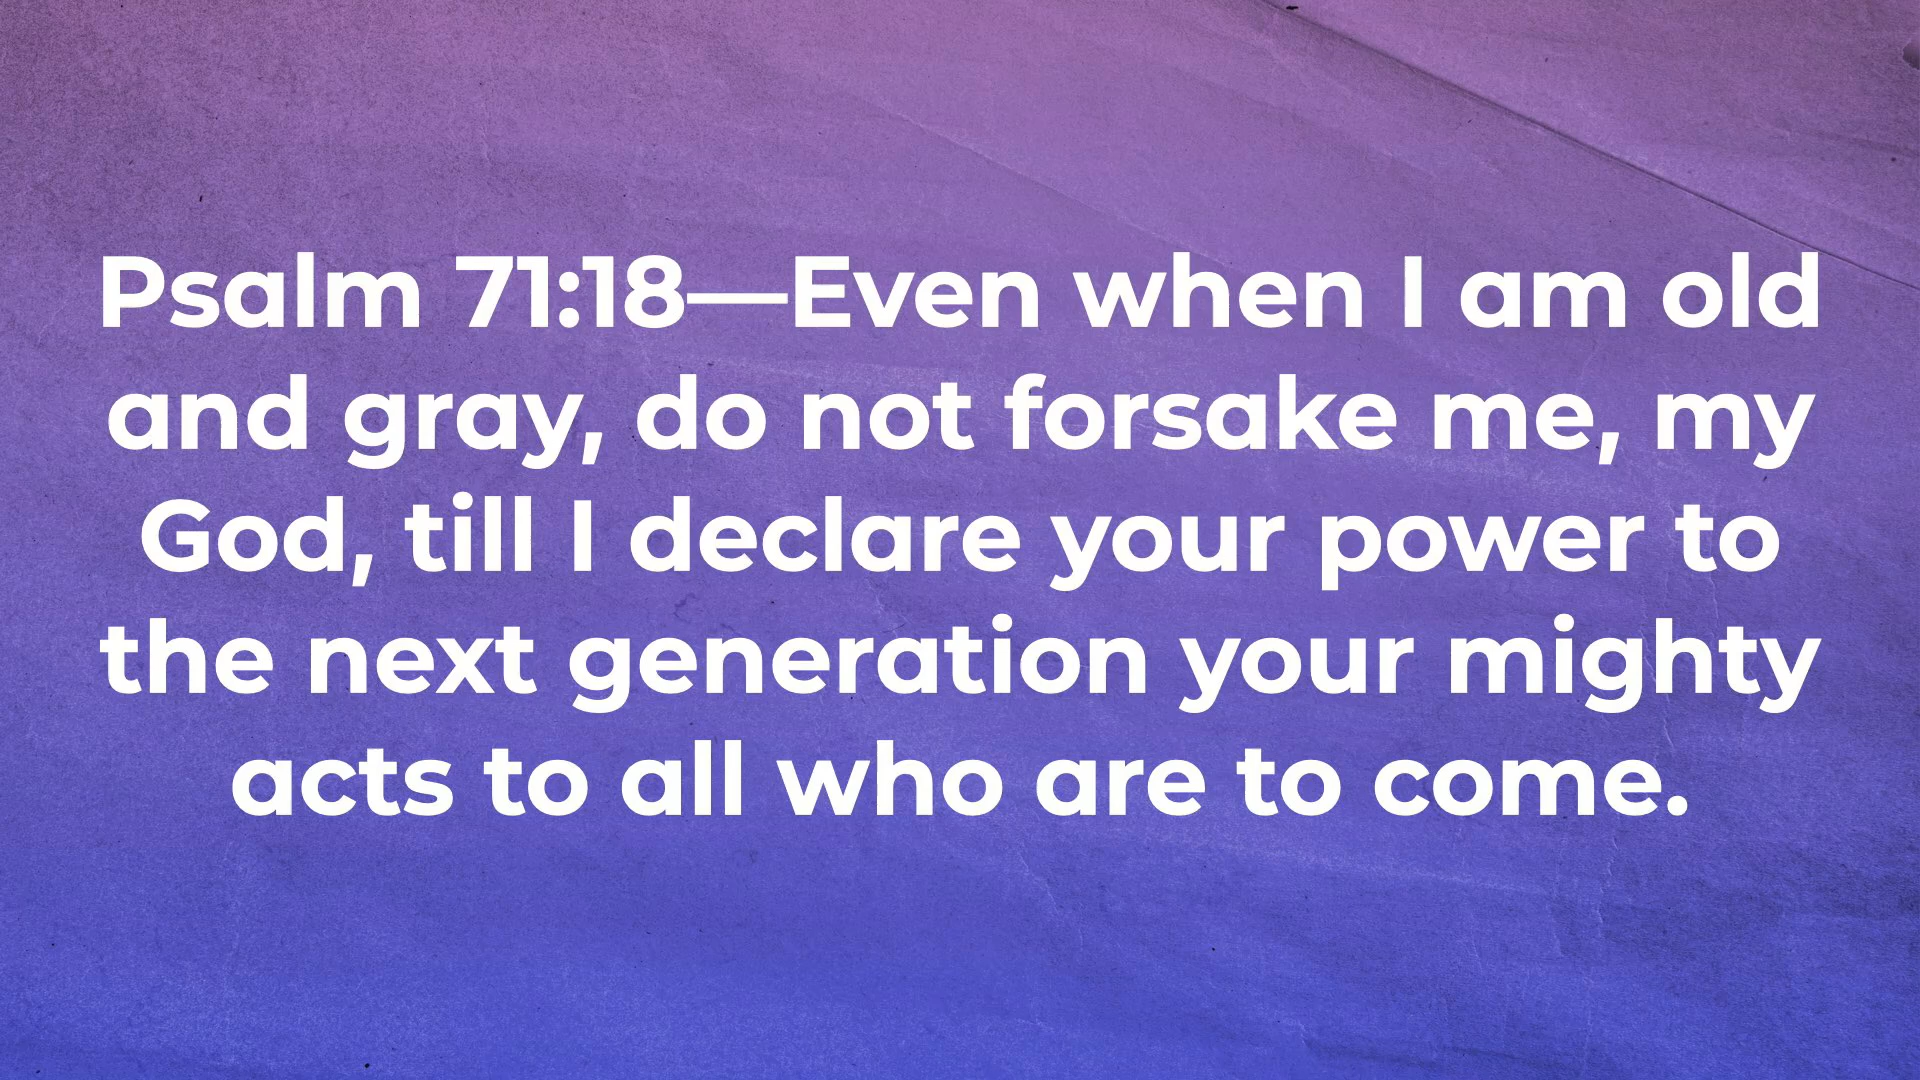 Psalm 71:18—Even when I am old
and gray, do not forsake me, my
God, till I declare your power to
the next generation your mighty
acts to all who are to come.